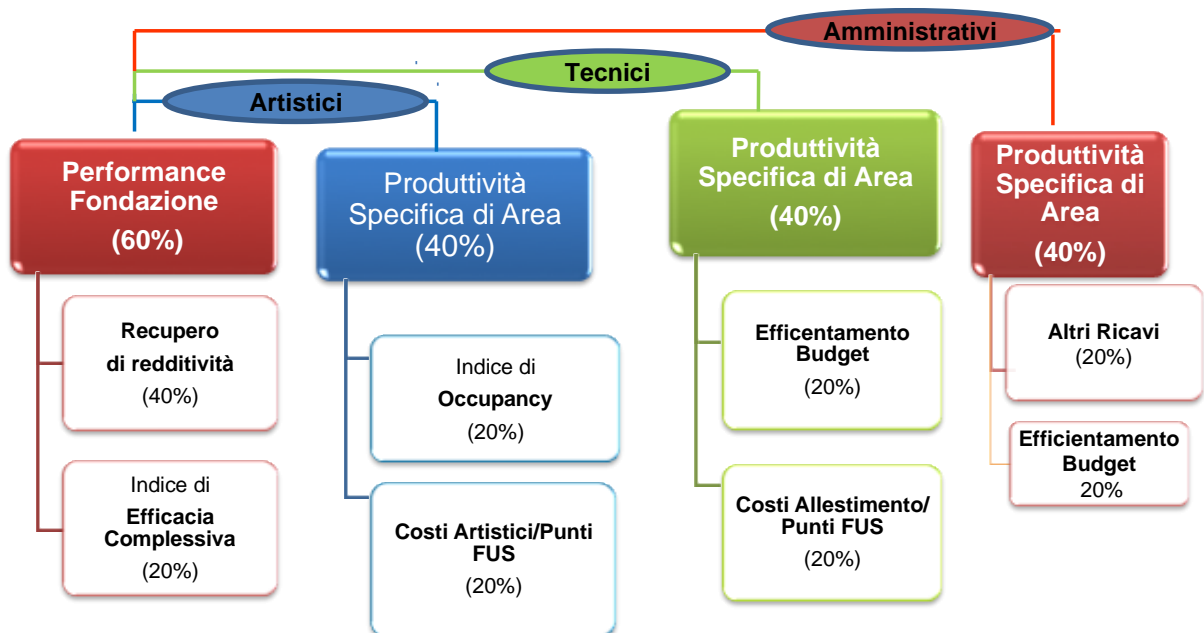 Amministrativi
Tecnici
Artistici
Performance
Fondazione
(60%)
Recupero
di redditività
(40%)
Indice di
Efficacia
Complessiva
(20%)
Produttività
Specifica di Area
(40%)
Indice di
Occupancy
(20%)
Costi Artistici/Punti
FUS
(20%)
Produttività
Specifica di Area
(40%)
Efficentamento
Budget
(20%)
Costi Allestimento/
Punti FUS
(20%)
Produttività
Specifica di
Area
(40%)
Altri Ricavi
(20%)
Efficientamento
Budget
20%